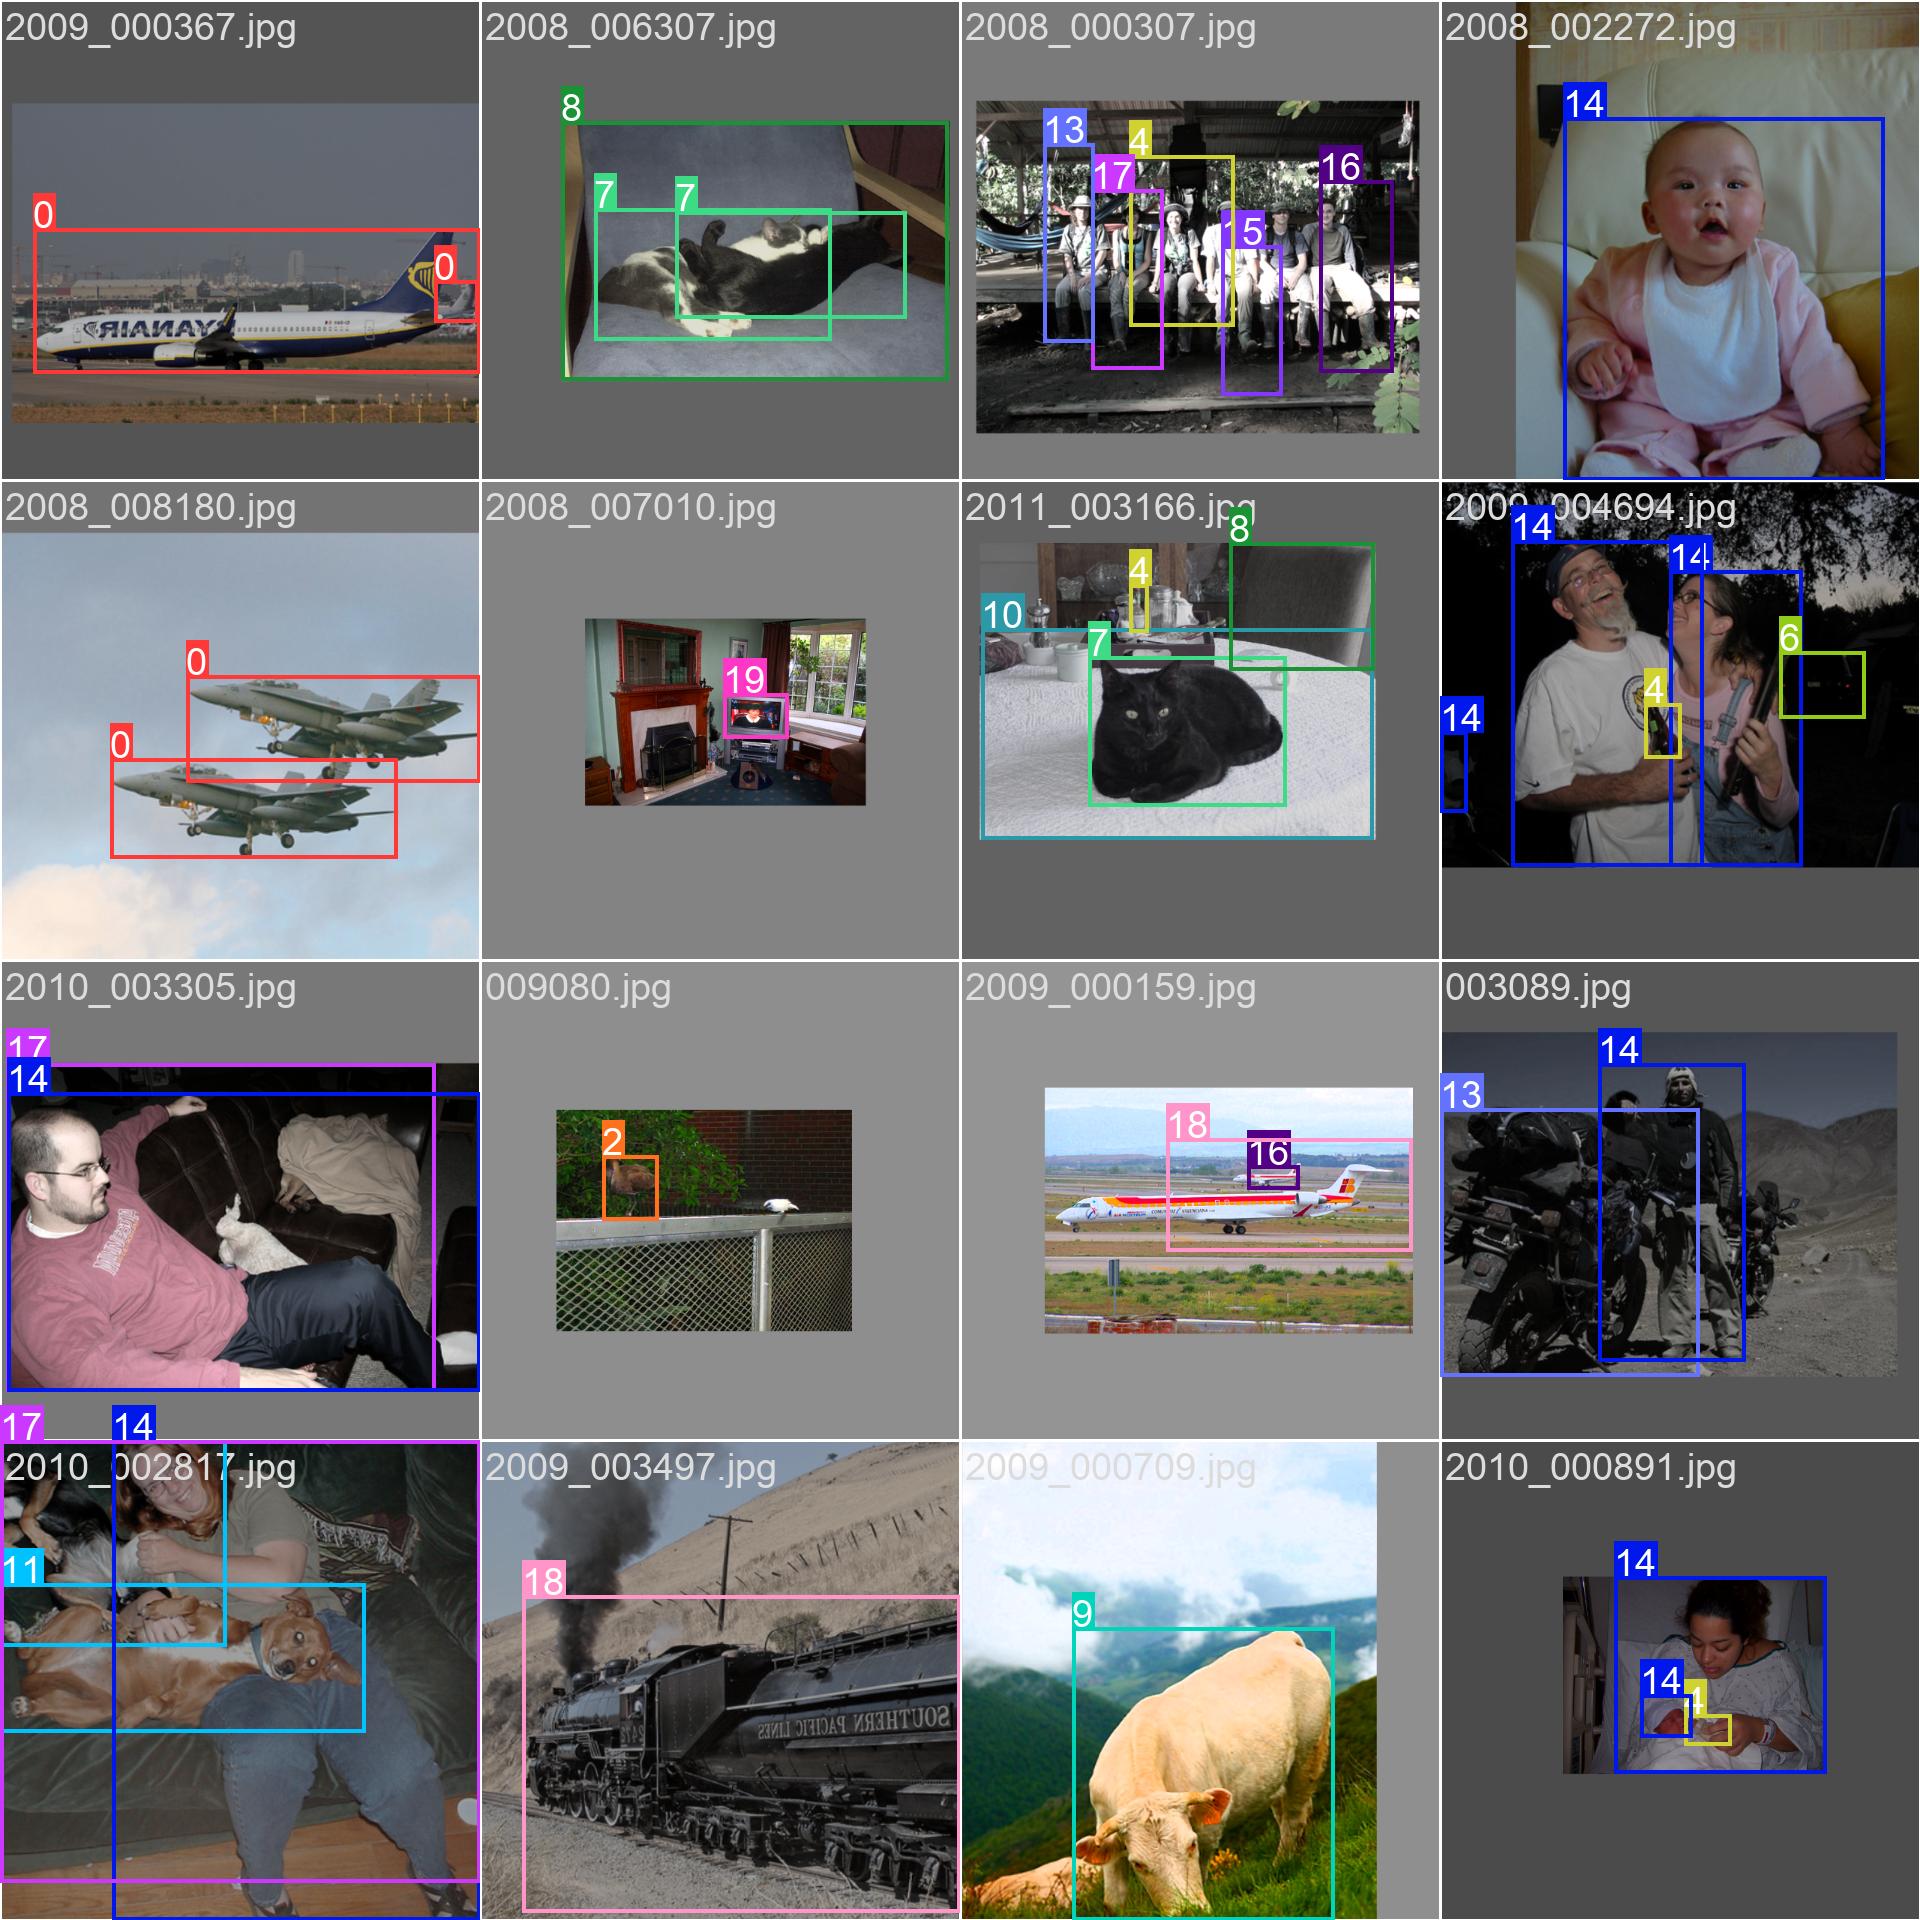 2009_000367.jpg
0
0
RIANAYR
2008_006307.jpg
8
7
7
2008_000307.jpg
13
4
17
16
15
2008_002272.jpg
14
2008_008180.jpg
0
0
2008_007010.jpg
19
2011_003166.jpg
8
4
10
7
2009_004694.jpg
14
14
6
4
14
2010_003305.jpg
17
14
009080.jpg
2
2009_000159.jpg
18
16
003089.jpg
14
13
17
14
2010_002817.jpg
11
2009_003497.jpg
18
SOUTHERN PACIFIC LINES
2009_000709.jpg
9
2010_000891.jpg
14
14
4